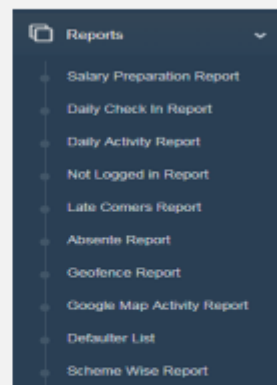 Reports
Salary Preparation Report
Daily Check In Report
Daily Activity Report
Not Logged in Report
Late Comers Report
Absente Report
Geofence Report
Google Map Activity Report
Defaulter List
Scheme Wise Report